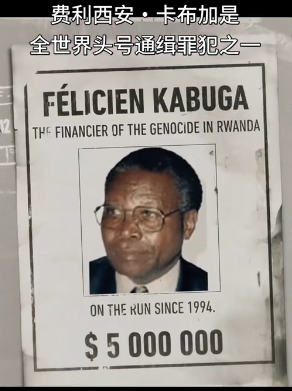 费利西安·卡布加是
全世界头号通缉罪犯之一
FÉLICIEN KABUGA
THE FINANCIER OF THE GENOCIDE IN RWANDA
ON THE RUN SINCE 1994.
$ 5 000 000